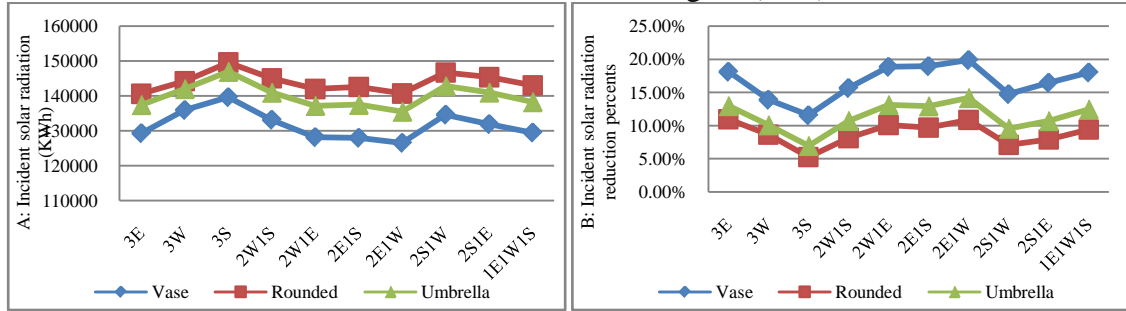 A: Incident solar radiation
(KWh)
160000
150000
140000
130000
120000
110000
3E
3W
3S
2W1S
2W1E
2E1S
2E1W
2S1W
2S1E
1E1W1S
Vase
Rounded
Umbrella
B: Incident solar radiation
reduction percents
25.00%
20.00%
15.00%
10.00%
5.00%
0.00%
3E
3W
3S
2W1S
2W1E
2E1S
2E1W
2S1W
2S1E
1E1W1S
Vase
Rounded
Umbrella